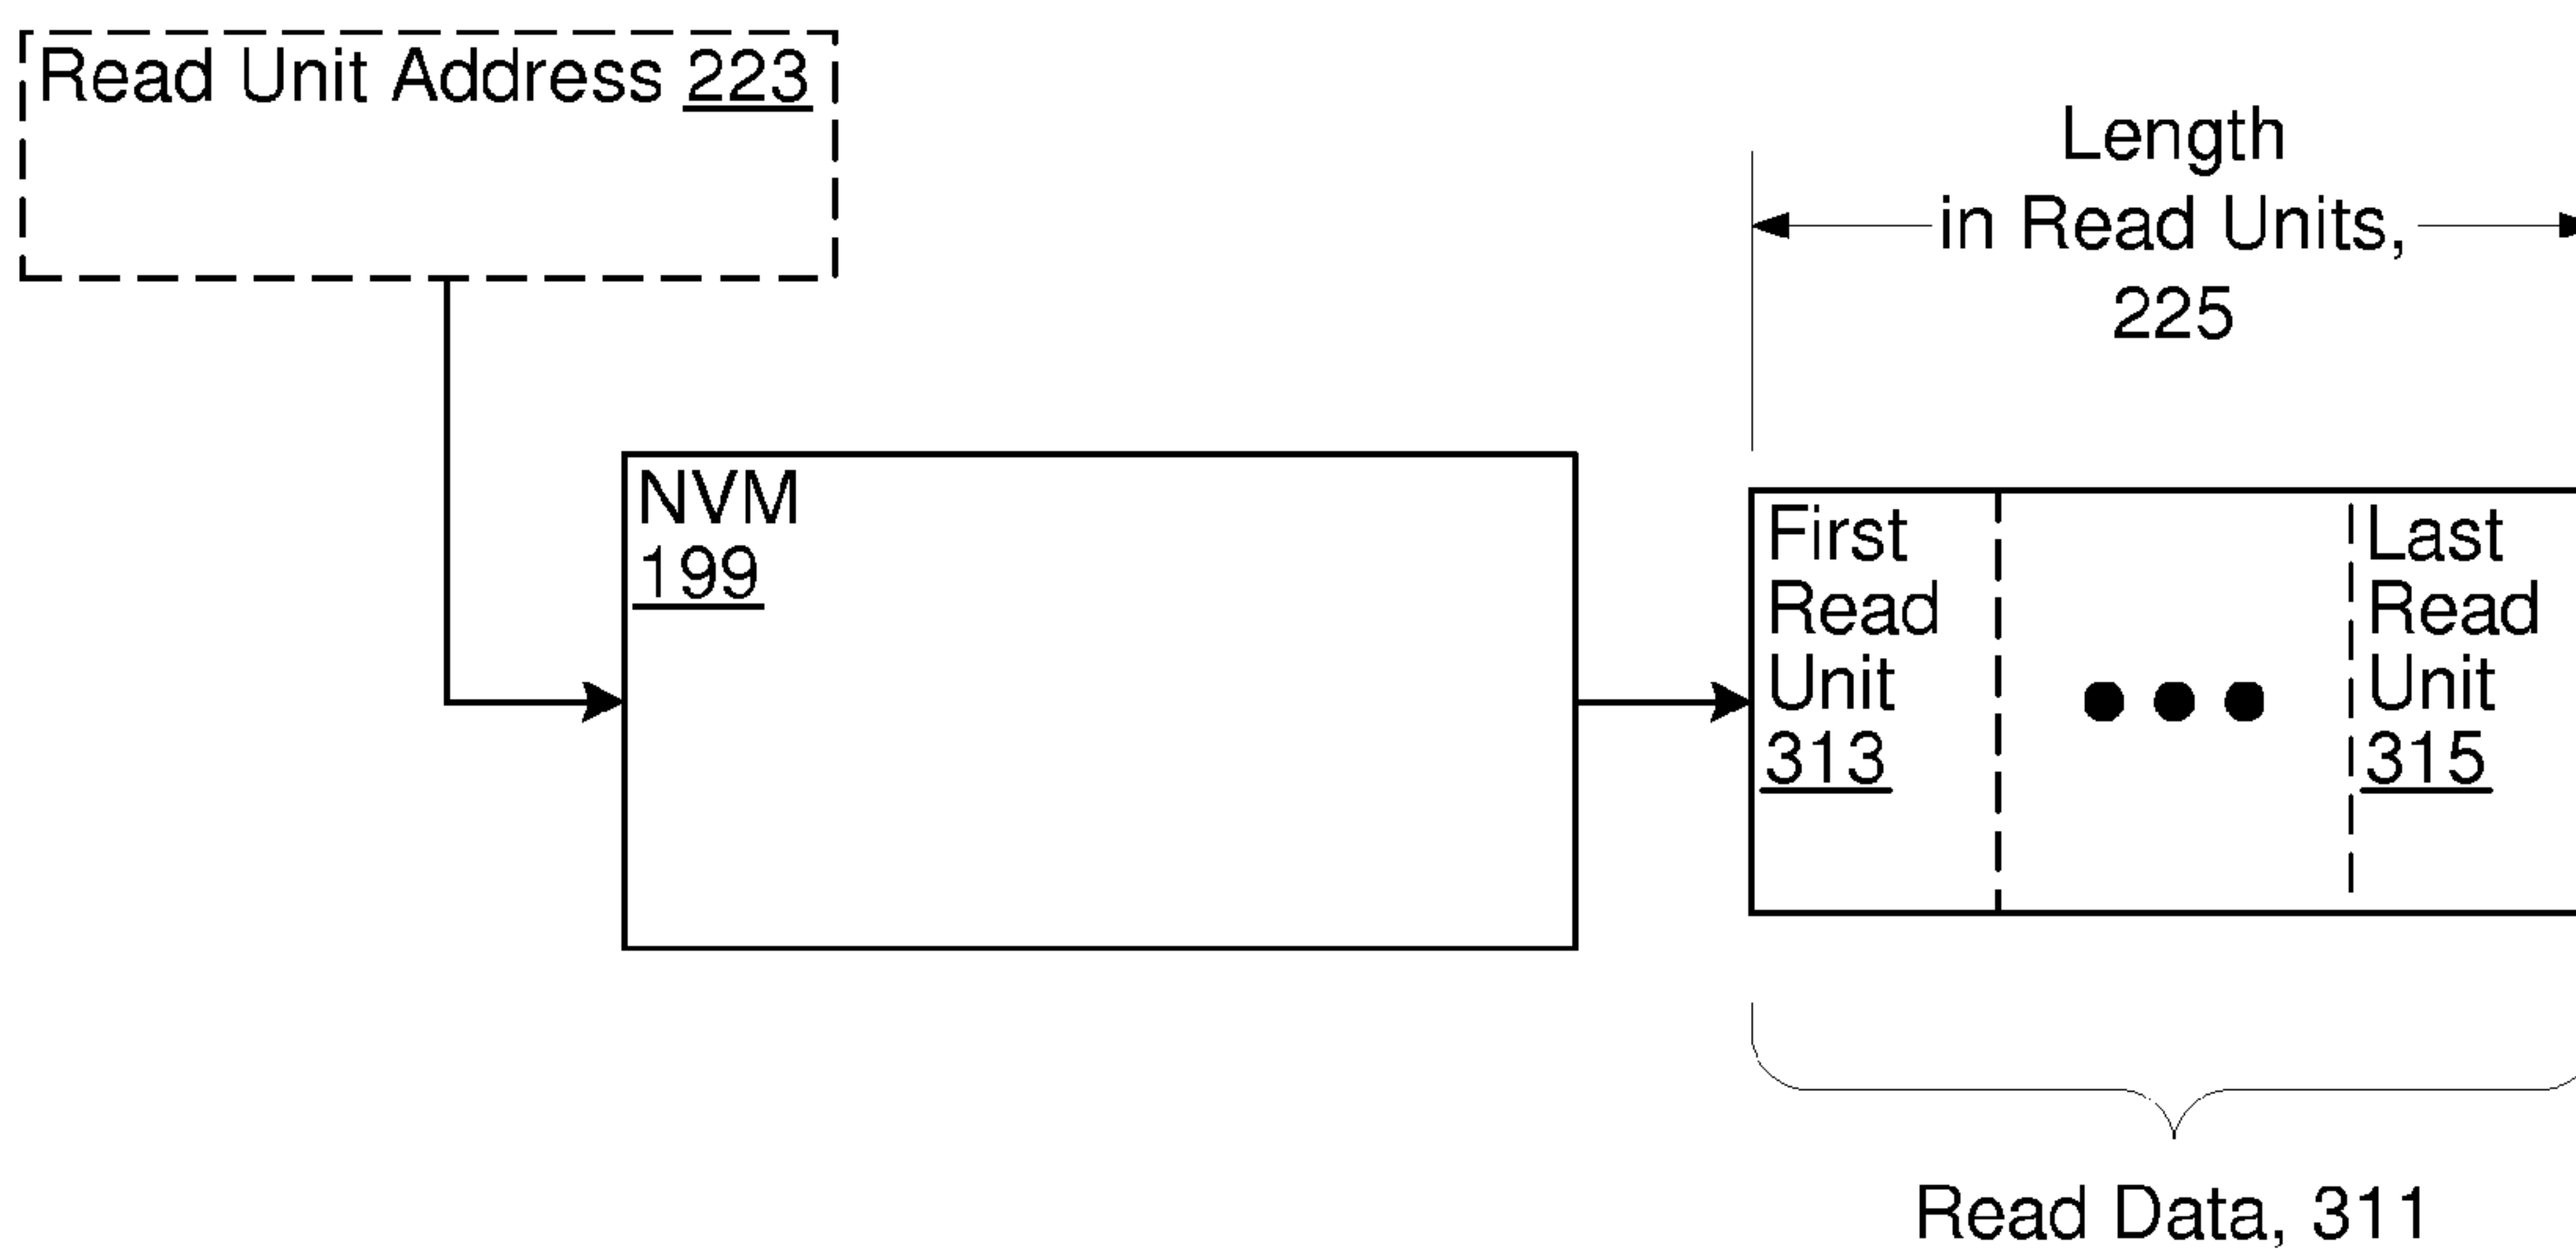 Read Unit Address 223
Length
in Read Units,
225
NVM
199
First
Read
Unit
313
Last
Read
Unit
315
Read Data, 311